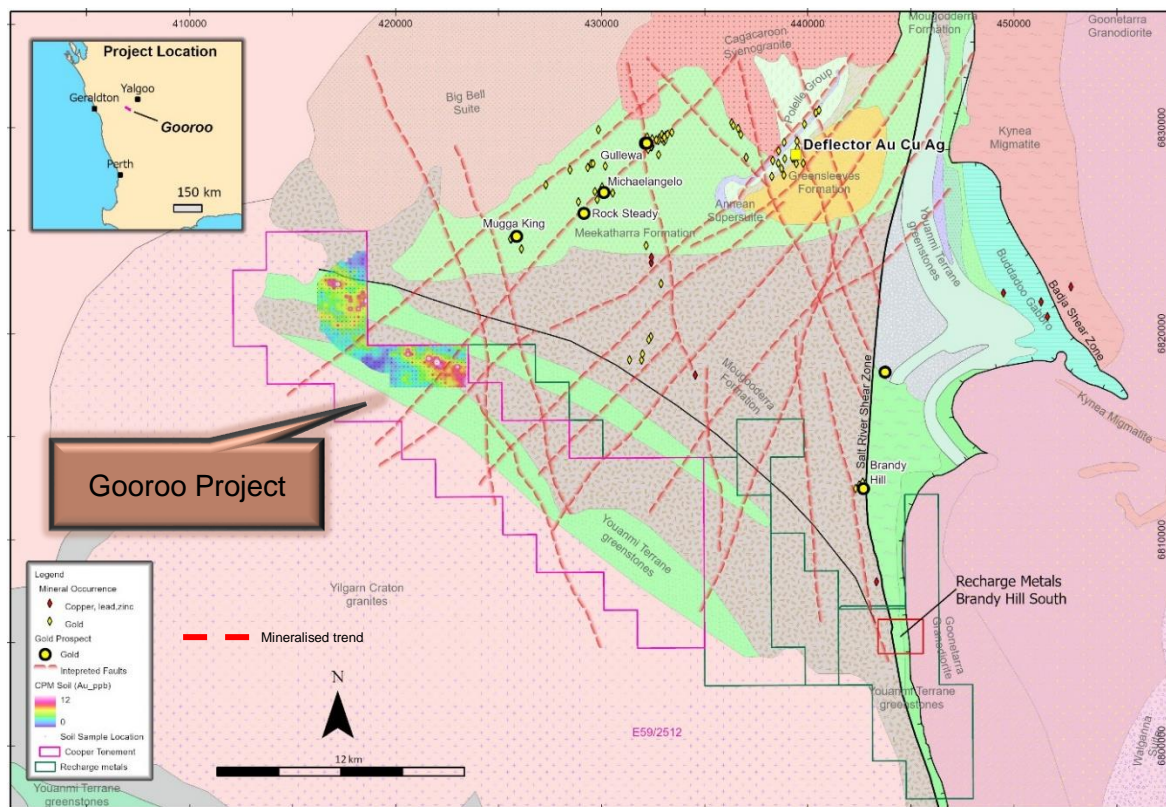 410000
420000
430000
440000
450000
Project Location
Yalgoo
Geraldton
Gooroo
Perth
150 km
Big Bell
Suite
Cagacaroon
Syenogranite
Mougooderra
Formation
Goonetarra
Granodiorite
Polelle Group
Kynea
Migmatite
6830000
Gullewa
Deflector Au Cu Ag
Greensleeves
Formation
Michaelangelo
Annean
Supersuite
Rock Steady
Mugga King
Meekatharra Formation
Youanmi Terrane
greenstones
Buddadoo Gabbro
Badja Shear Zone
6820000
Mougooderra
Formation
Salt River Shear Zone
Kynea Migmatite
Gooroo Project
Brandy
Hill
Youanmi Terrane
greenstones
6810000
Yilgarn Craton
granites
Recharge Metals
Brandy Hill South
Goonetarra
Granodiorite
Mineralised trend
Youanmi Terrane
greenstones
N
E59/2512
12 km
Walganna
Suite
6800000
Youanmi Terrane
greenstones
Legend
Mineral Occurrence
Copper, lead,zinc
Gold
Gold Prospect
Gold
Intepreted Faults
CPM Soil (Au_ppb)
12
0
Soil Sample Location
Cooper Tenement
Recharge metals